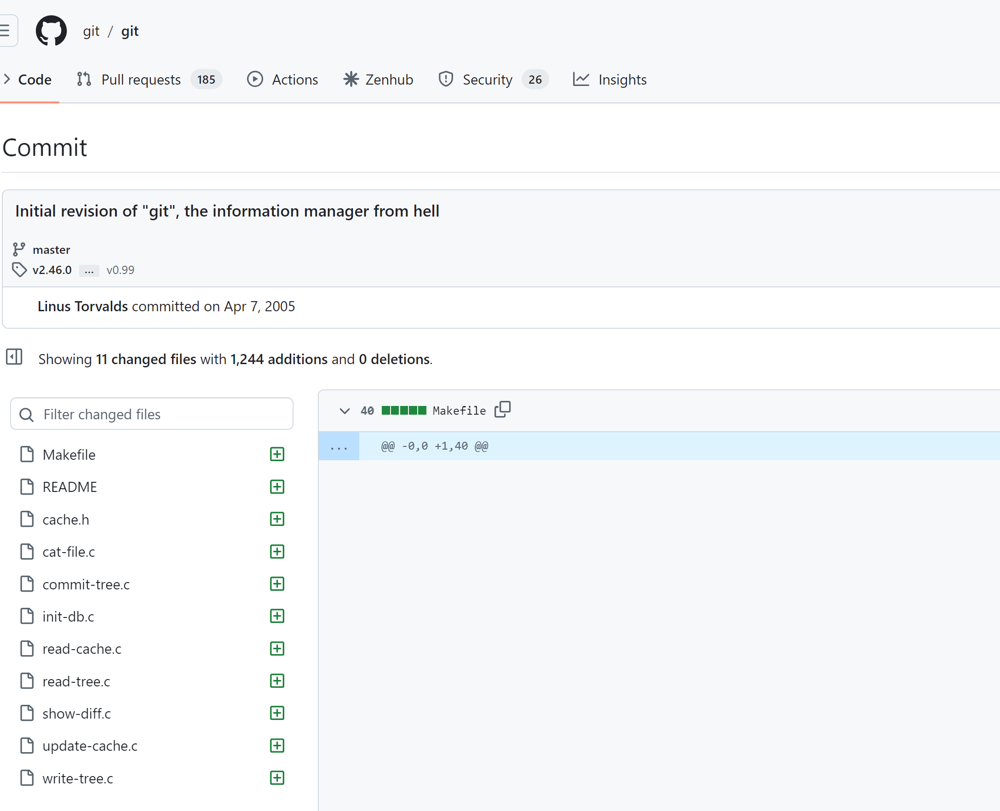 git / git
Code Pull requests 185 Actions Zenhub Security 26 Insights
Commit
Initial revision of "git", the information manager from hell
master
v2.46.0 ... v0.99
Linus Torvalds committed on Apr 7, 2005
Showing 11 changed files with 1,244 additions and 0 deletions.
Filter changed files
Makefile
README
cache.h
cat-file.c
commit-tree.c
init-db.c
read-cache.c
read-tree.c
show-diff.c
update-cache.c
write-tree.c
40 Makefile
... @@ -0,0 +1,40 @@